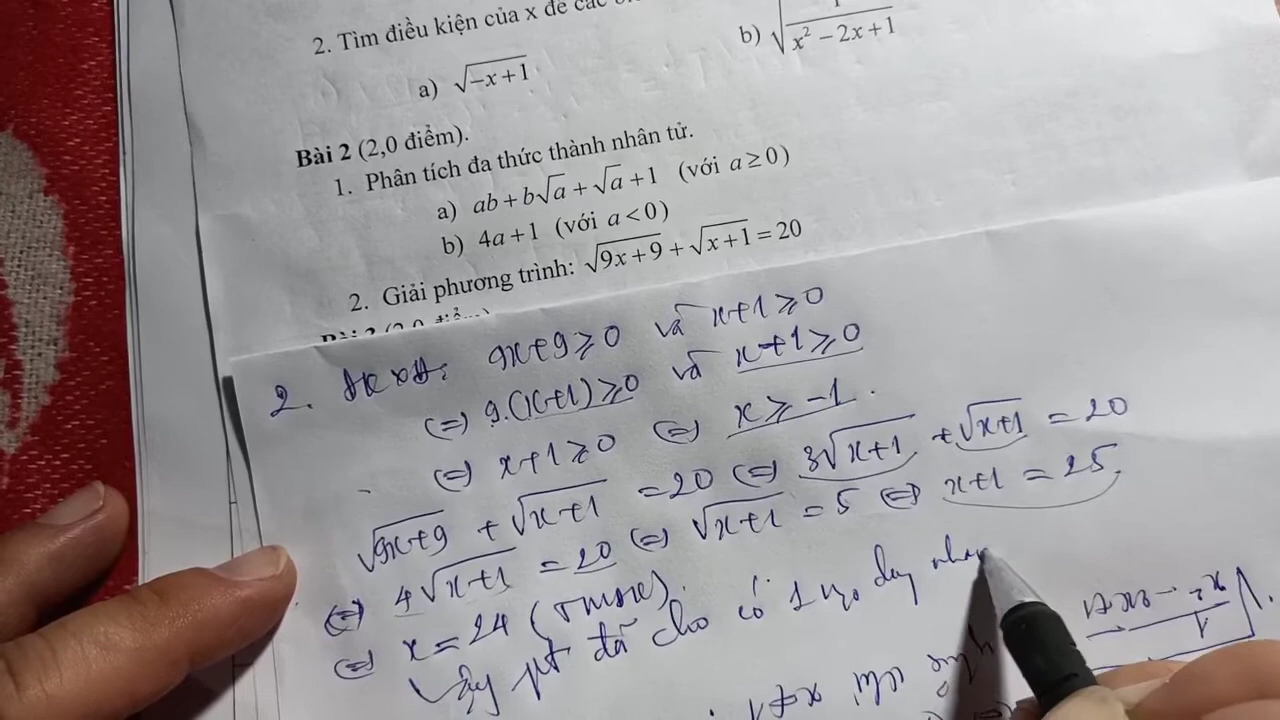 2. Tìm điều kiện của x để các
a) √(-x+1)
b) √(1/(x² - 2x + 1))
Bài 2 (2,0 điểm).
1. Phân tích đa thức thành nhân tử.
a) ab + b√a + √a + 1 (với a ≥ 0)
b) 4a + 1 (với a < 0)
2. Giải phương trình: √(9x+9) + √(x+1) = 20
2. ĐKXĐ: 9x+9 ≥ 0 và x+1 ≥ 0
(=) 9.(x+1) ≥ 0 và x+1 ≥ 0
(=) x+1 ≥ 0 (=) x ≥ -1.
√(9x+9) + √(x+1) = 20 (=) 3√(x+1) + √(x+1) = 20
(=) 4√(x+1) = 20 (=) √(x+1) = 5 (=) x+1 = 25.
(=) x = 24 (TMĐK).
Vậy pt đã cho có 1 no duy